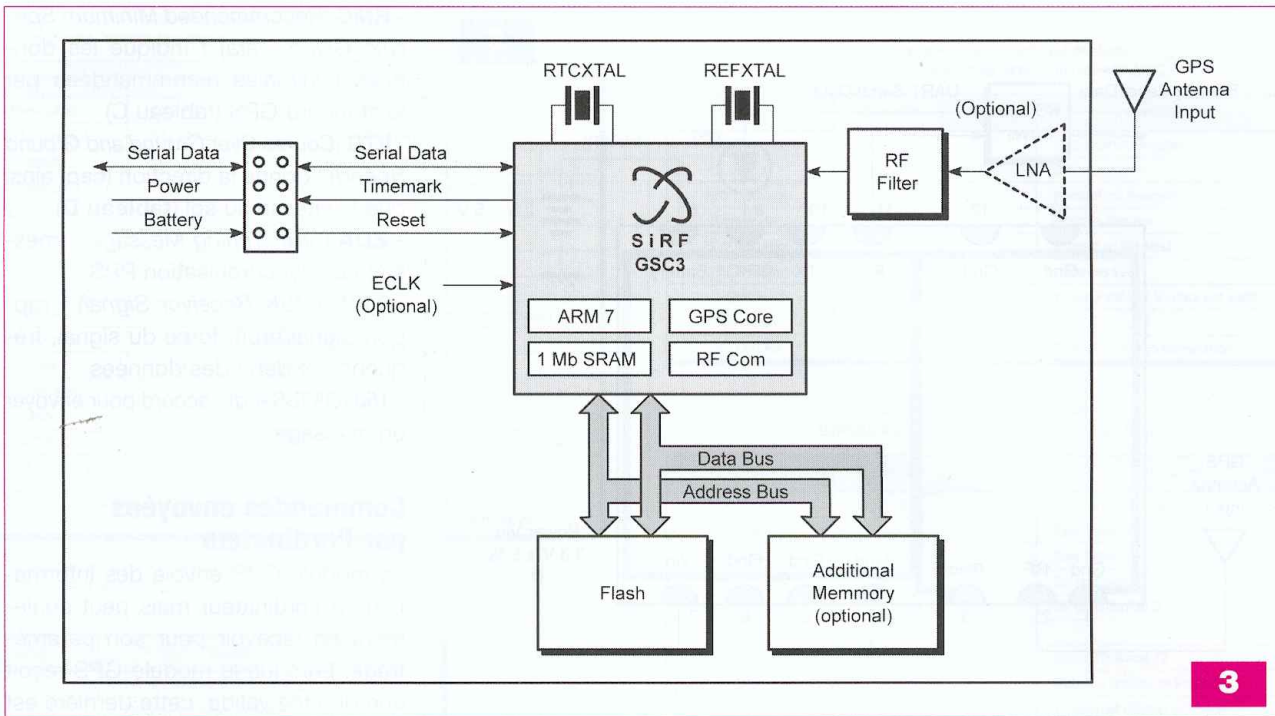 RTCXTAL
REFXTAL
GPS
Antenna
Input
(Optional)
Serial Data
Power
Battery
Serial Data
Timemark
Reset
ECLK
(Optional)
SiRF
GSC3
RF
Filter
LNA
ARM 7
GPS Core
1 Mb SRAM
RF Com
Data Bus
Address Bus
Flash
Additional
Memmory
(optional)
3